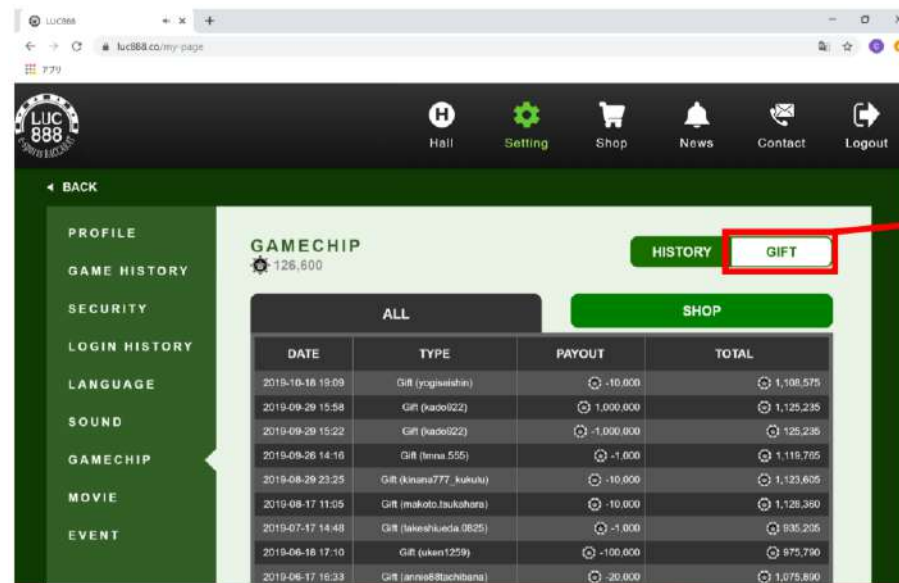 LUC888
luc888.co/my-page
アプリ
LUC
888
Hall
Setting
Shop
News
Contact
Logout
BACK
PROFILE
GAME HISTORY
SECURITY
LOGIN HISTORY
LANGUAGE
SOUND
GAMECHIP
MOVIE
EVENT
GAMECHIP
126,600
HISTORY
GIFT
ALL
SHOP
DATE TYPE PAYOUT TOTAL
2019-10-18 19:09 Gift (yogiseishin) -10,000 1,108,575
2019-09-29 15:58 Gift (kado922) 1,000,000 1,125,235
2019-09-29 15:22 Gift (kado922) -1,000,000 125,235
2019-09-26 14:16 Gift (tmna.555) -1,000 1,119,765
2019-08-29 23:25 Gift (kinana777_kukulu) -10,000 1,123,605
2019-08-17 11:05 Gift (makoto.tsukahara) -10,000 1,128,360
2019-07-17 14:48 Gift (takeshiueda.0825) -1,000 935,205
2019-06-18 17:10 Gift (uken1259) -100,000 975,790
2019-06-17 16:33 Gift (annie88tachibana) -20,000 1,075,890